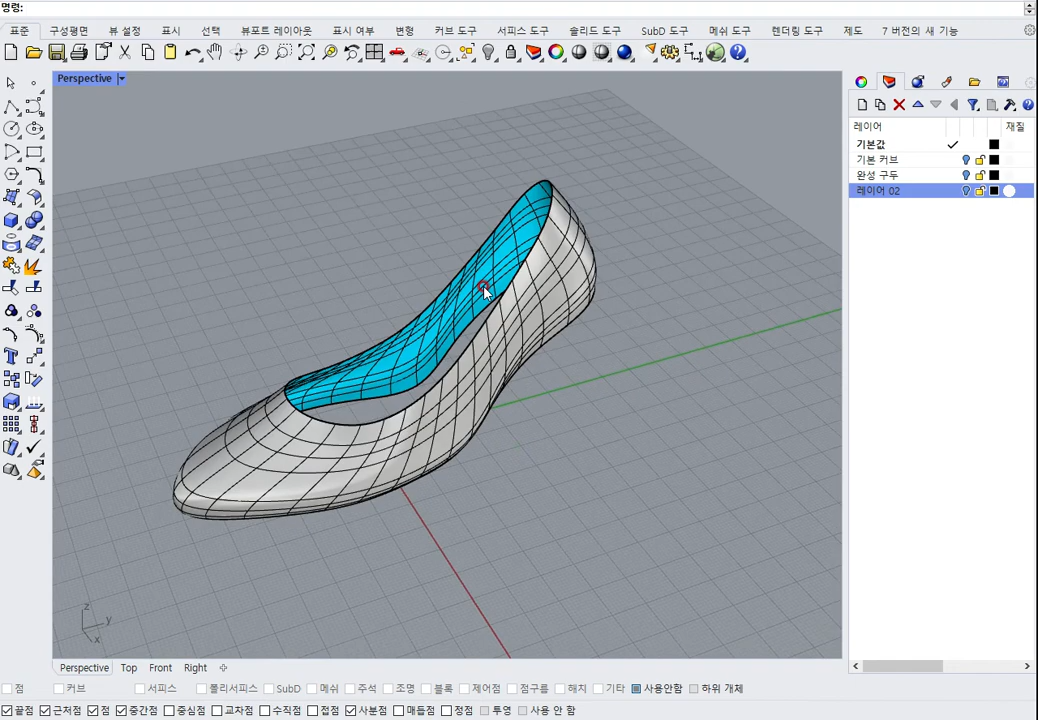 명령:
표준 구성평면 뷰 설정 표시 선택 뷰포트 레이아웃 표시 여부 변형 커브 도구 서피스 도구 솔리드 도구 SubD 도구 메쉬 도구 렌더링 도구 제도 7 버전의 새 기능
Perspective
레이어 재질
기본값
기본 커브
완성 구두
레이어 02
z
y
x
Perspective Top Front Right
점 커브 서피스 폴리서피스 SubD 메쉬 주석 조명 블록 제어점 점구름 해치 기타 사용안함 하위 개체
끝점 근처점 점 중간점 중심점 교차점 수직점 접점 사분점 매듭점 정점 투영 사용 안 함